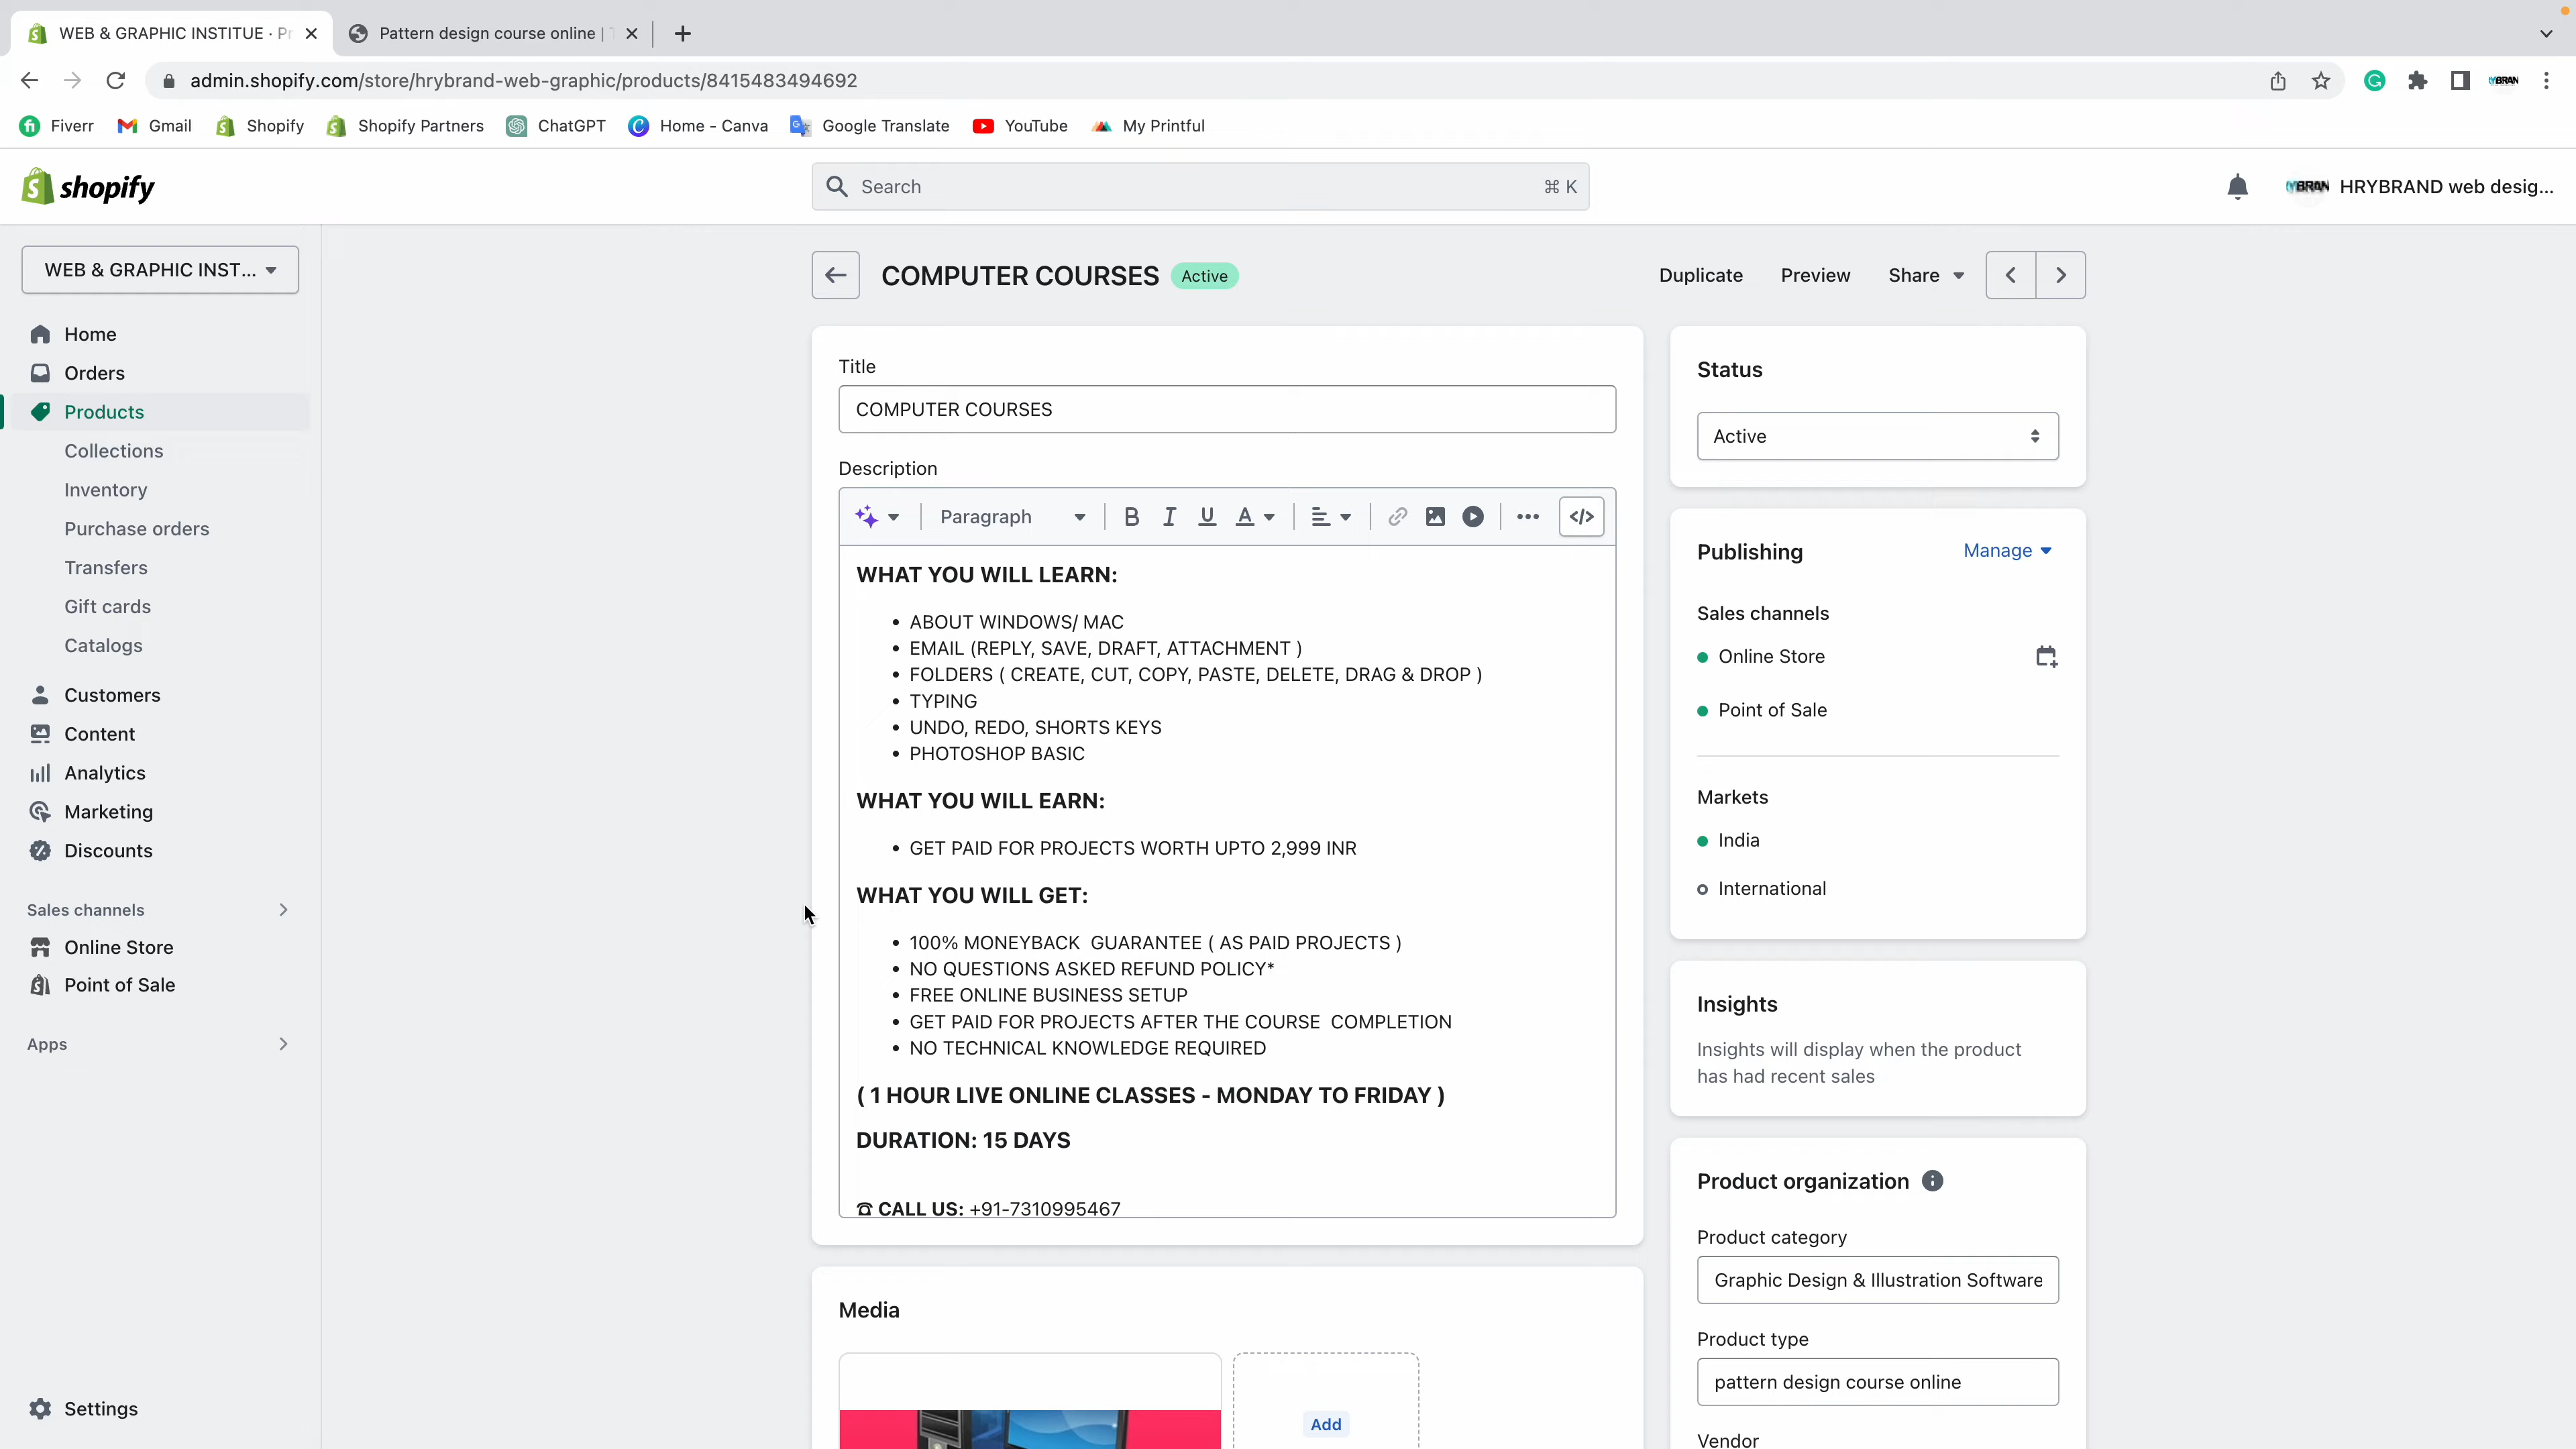 WEB & GRAPHIC INSTITUE · Pr
Pattern design course online |
admin.shopify.com/store/hrybrand-web-graphic/products/8415483494692
Fiverr
Gmail
Shopify
Shopify Partners
ChatGPT
Home - Canva
Google Translate
YouTube
My Printful
shopify
Search
⌘ K
HRYBRAND web desig...
WEB & GRAPHIC INST...
Home
Orders
Products
Collections
Inventory
Purchase orders
Transfers
Gift cards
Catalogs
Customers
Content
Analytics
Marketing
Discounts
Sales channels
Online Store
Point of Sale
Apps
Settings
COMPUTER COURSES
Active
Duplicate
Preview
Share
Title
COMPUTER COURSES
Description
Paragraph
B I U A
WHAT YOU WILL LEARN:
• ABOUT WINDOWS/ MAC
• EMAIL (REPLY, SAVE, DRAFT, ATTACHMENT )
• FOLDERS ( CREATE, CUT, COPY, PASTE, DELETE, DRAG & DROP )
• TYPING
• UNDO, REDO, SHORTS KEYS
• PHOTOSHOP BASIC
WHAT YOU WILL EARN:
• GET PAID FOR PROJECTS WORTH UPTO 2,999 INR
WHAT YOU WILL GET:
• 100% MONEYBACK GUARANTEE ( AS PAID PROJECTS )
• NO QUESTIONS ASKED REFUND POLICY*
• FREE ONLINE BUSINESS SETUP
• GET PAID FOR PROJECTS AFTER THE COURSE COMPLETION
• NO TECHNICAL KNOWLEDGE REQUIRED
( 1 HOUR LIVE ONLINE CLASSES - MONDAY TO FRIDAY )
DURATION: 15 DAYS
☎ CALL US: +91-7310995467
Media
Add
Status
Active
Publishing
Manage
Sales channels
Online Store
Point of Sale
Markets
India
International
Insights
Insights will display when the product
has had recent sales
Product organization
Product category
Graphic Design & Illustration Software
Product type
pattern design course online
Vendor